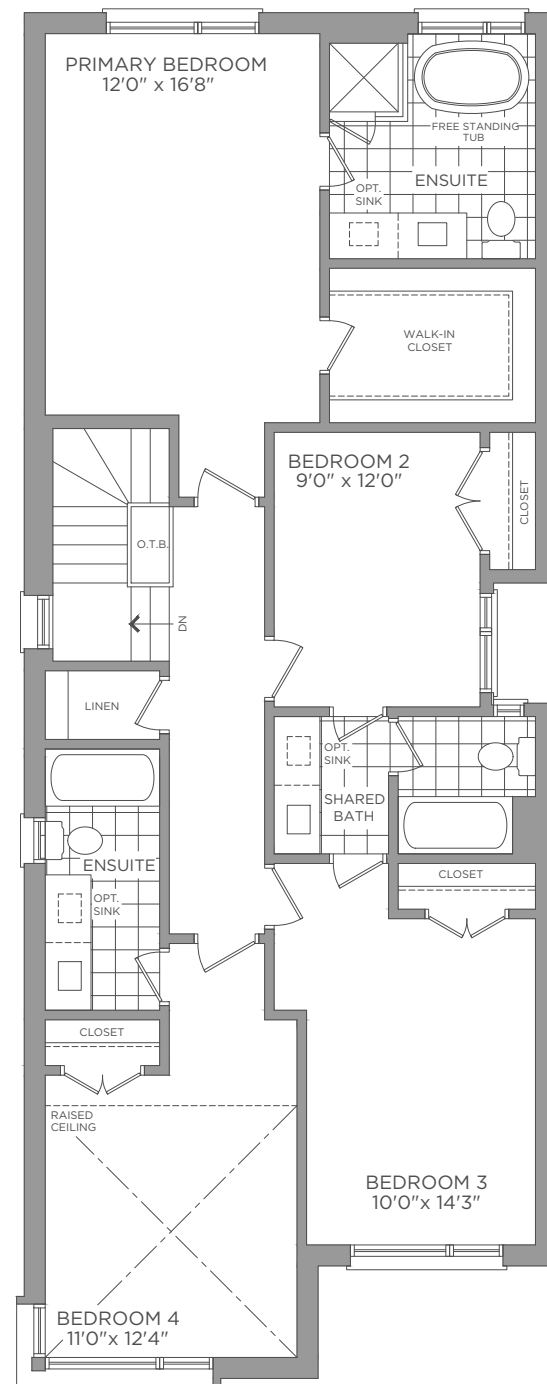 PRIMARY BEDROOM
12'0" x 16'8"
FREE STANDING
TUB
OPT.
SINK
ENSUITE
WALK-IN
CLOSET
BEDROOM 2
9'0" x 12'0"
CLOSET
O.T.B.
DN
LINEN
OPT.
SINK
SHARED
BATH
ENSUITE
OPT.
SINK
CLOSET
CLOSET
RAISED
CEILING
BEDROOM 3
10'0"x 14'3"
BEDROOM 4
11'0"x 12'4"